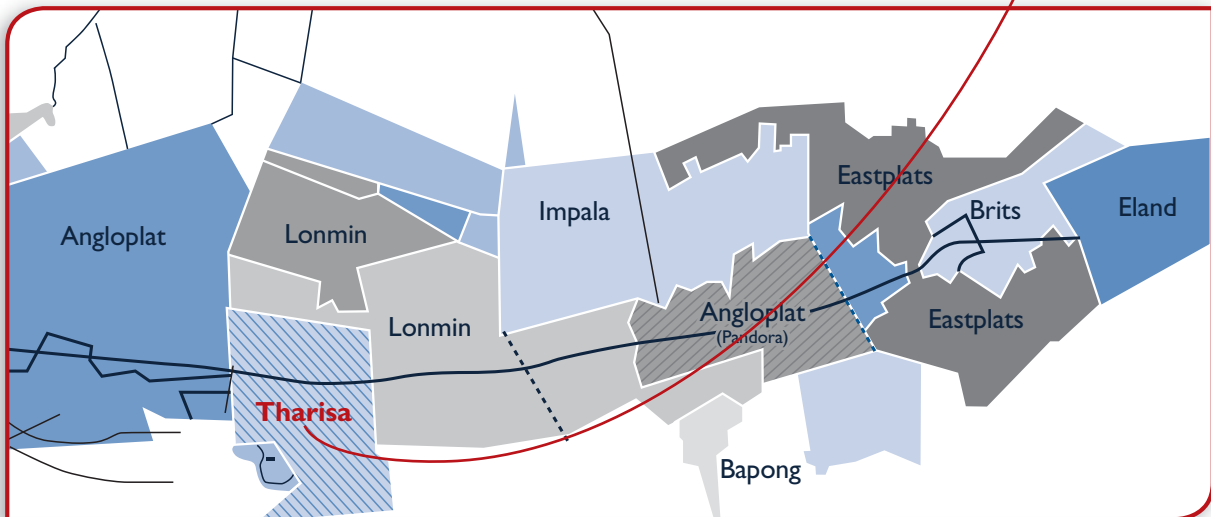 Angloplat
Lonmin
Lonmin
Impala
Eastplats
Brits
Eland
Angloplat
(Pandora)
Eastplats
Tharisa
Bapong